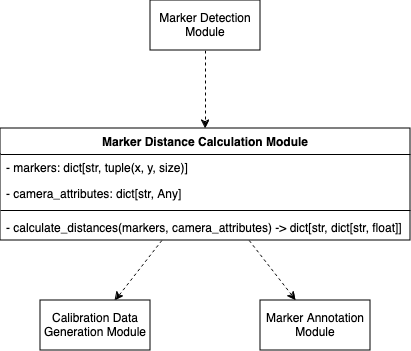 Marker Detection
Module
Marker Distance Calculation Module
- markers: dict[str, tuple(x, y, size)]
- camera_attributes: dict[str, Any]
- calculate_distances(markers, camera_attributes) -> dict[str, dict[str, float]]
Calibration Data
Generation Module
Marker Annotation
Module